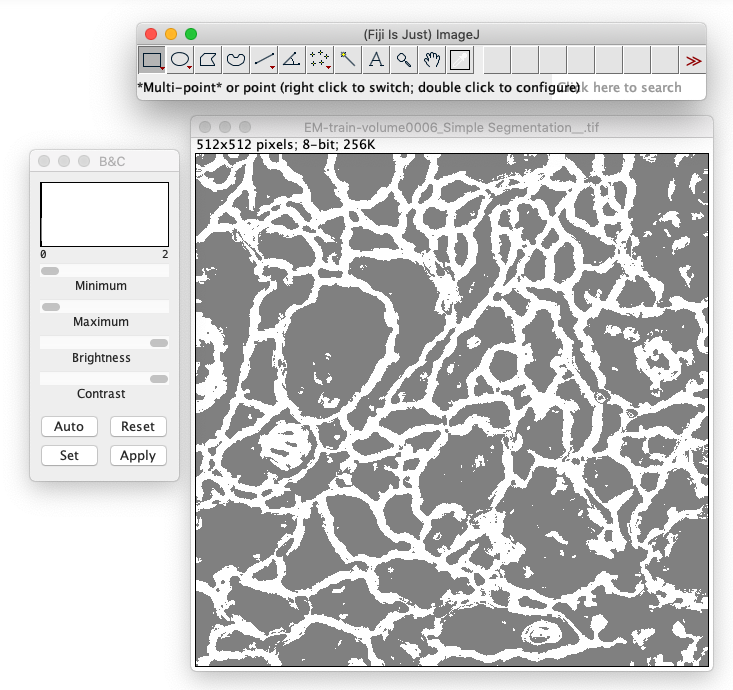 (Fiji Is Just) ImageJ
A
*Multi-point* or point (right click to switch; double click to configure)
here to search
B&C
EM-train-volume0006_Simple Segmentation__.tif
512x512 pixels; 8-bit; 256K
0 2
Minimum
Maximum
Brightness
Contrast
Auto Reset
Set Apply